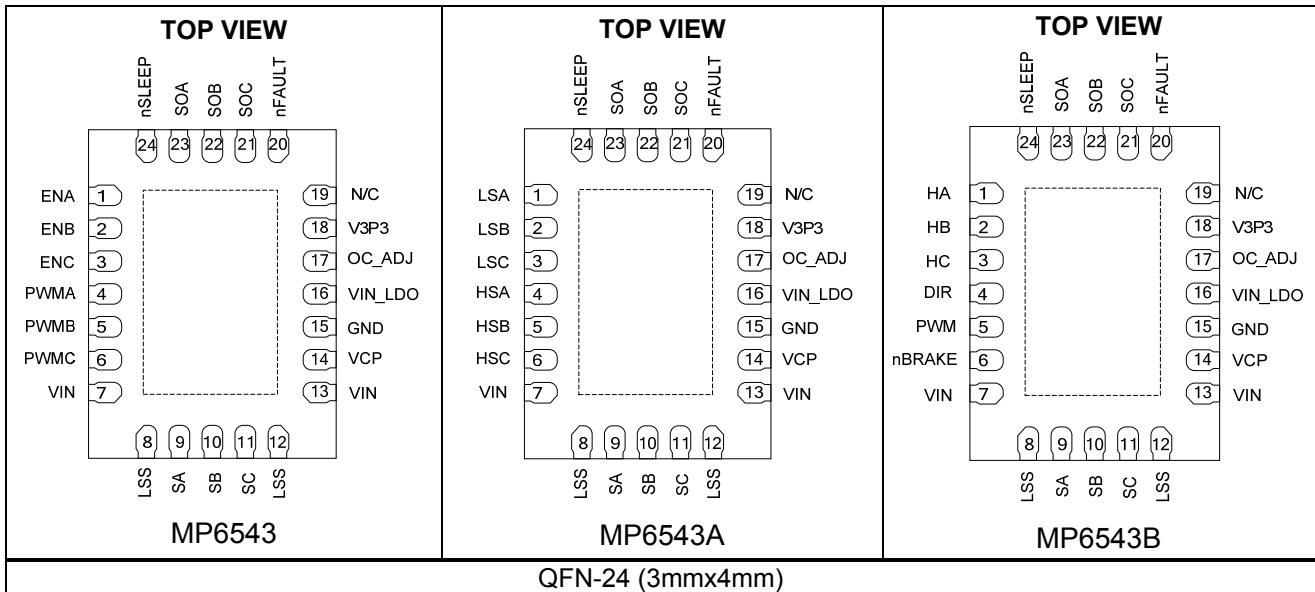 TOP VIEW
nSLEEP SOA SOB SOC nFAULT
24 23 22 21 20
ENA 1 19 N/C
ENB 2 18 V3P3
ENC 3 17 OC_ADJ
PWMA 4 16 VIN_LDO
PWMB 5 15 GND
PWMC 6 14 VCP
VIN 7 13 VIN
8 9 10 11 12
LSS SA SB SC LSS
MP6543
TOP VIEW
nSLEEP SOA SOB SOC nFAULT
24 23 22 21 20
LSA 1 19 N/C
LSB 2 18 V3P3
LSC 3 17 OC_ADJ
HSA 4 16 VIN_LDO
HSB 5 15 GND
HSC 6 14 VCP
VIN 7 13 VIN
8 9 10 11 12
LSS SA SB SC LSS
MP6543A
TOP VIEW
nSLEEP SOA SOB SOC nFAULT
24 23 22 21 20
HA 1 19 N/C
HB 2 18 V3P3
HC 3 17 OC_ADJ
DIR 4 16 VIN_LDO
PWM 5 15 GND
nBRAKE 6 14 VCP
VIN 7 13 VIN
8 9 10 11 12
LSS SA SB SC LSS
MP6543B
QFN-24 (3mmx4mm)